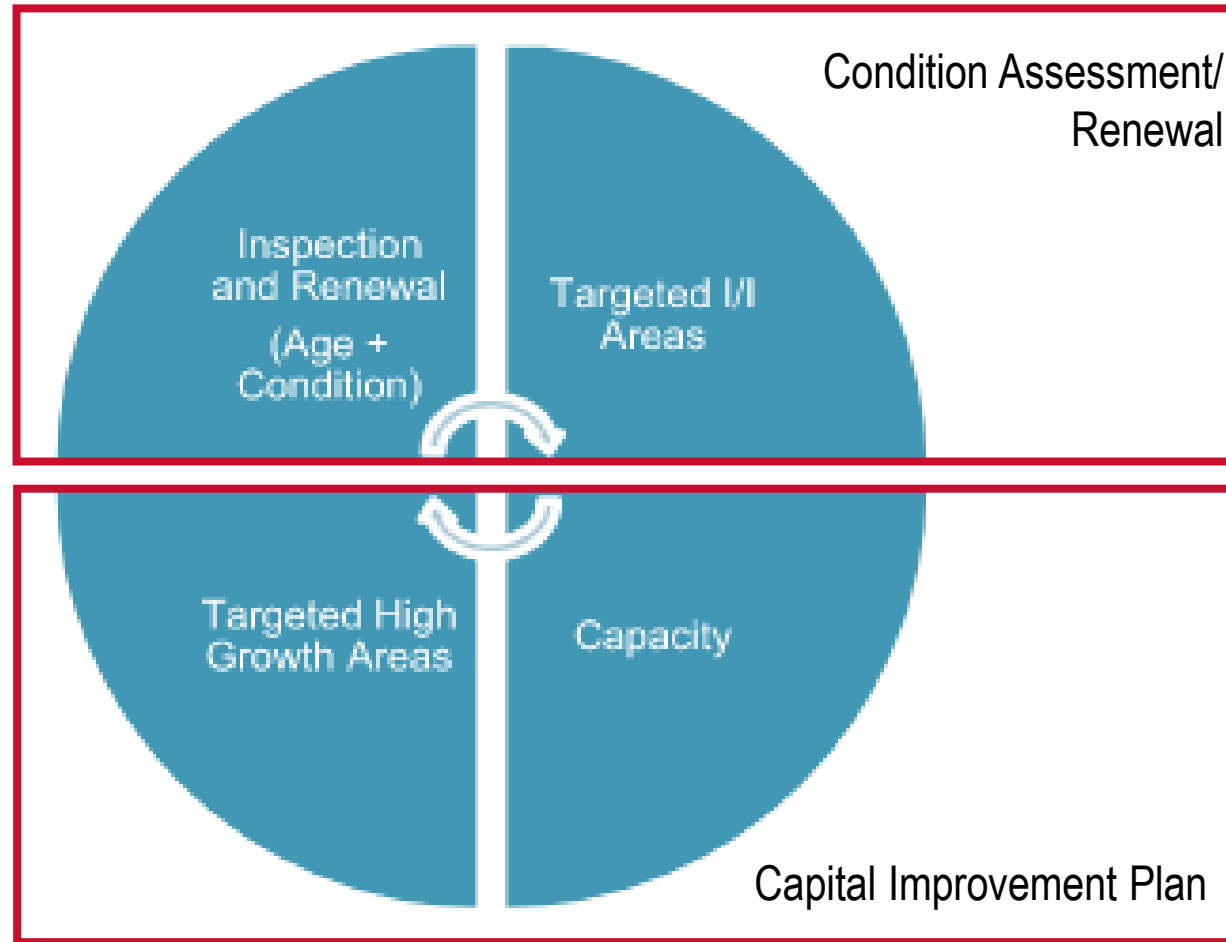 Condition Assessment/
Renewal
Inspection
and Renewal
(Age +
Condition)
Targeted I/I
Areas
Targeted High
Growth Areas
Capacity
Capital Improvement Plan